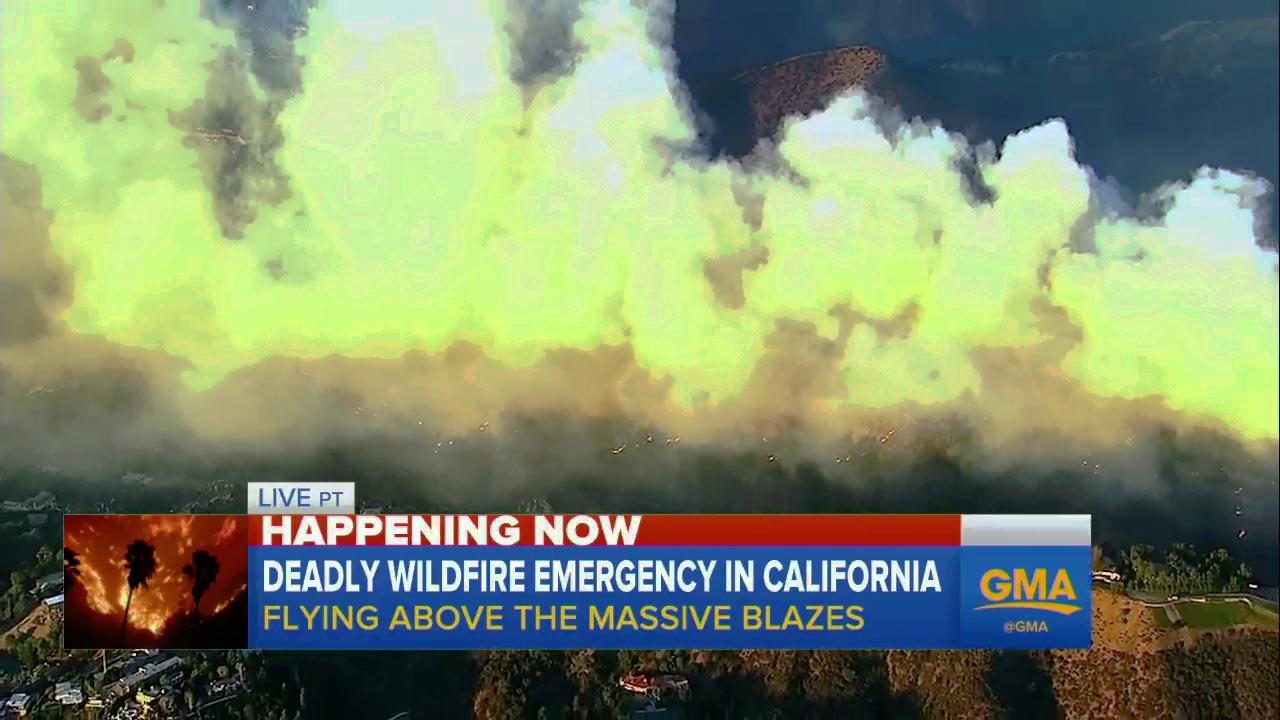 LIVE PT
HAPPENING NOW
DEADLY WILDFIRE EMERGENCY IN CALIFORNIA
FLYING ABOVE THE MASSIVE BLAZES
GMA
@GMA